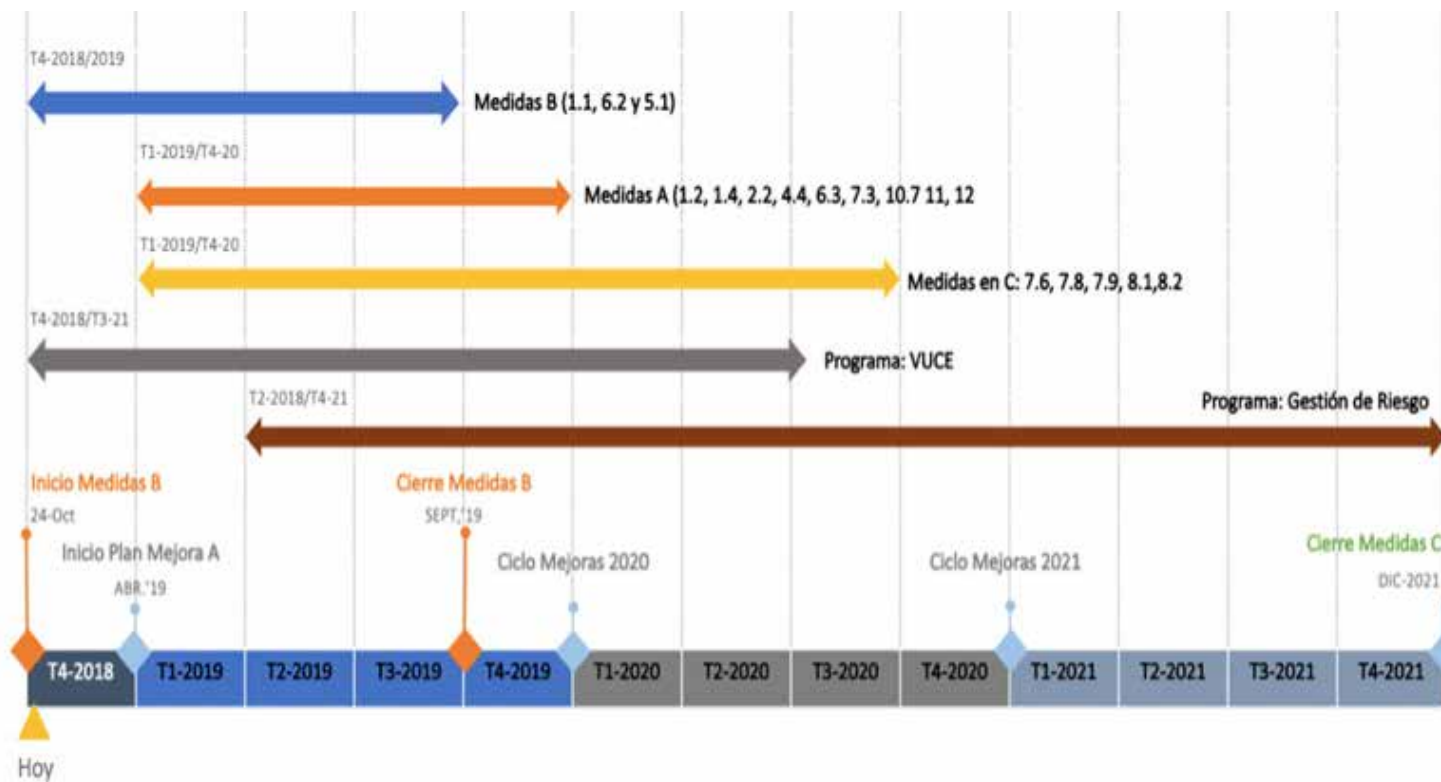 T4-2018/2019
Medidas B (1.1, 6.2 y 5.1)
T1-2019/T4-20
Medidas A (1.2, 1.4, 2.2, 4.4, 6.3, 7.3, 10.7 11, 12
T1-2019/T4-20
Medidas en C: 7.6, 7.8, 7.9, 8.1,8.2
T4-2018/T3-21
Programa: VUCE
T2-2018/T4-21
Programa: Gestión de Riesgo
Inicio Medidas B
24-Oct
Cierre Medidas B
SEPT,'19
Inicio Plan Mejora A
ABR.'19
Ciclo Mejoras 2020
Ciclo Mejoras 2021
Cierre Medidas C
DIC-2021
T4-2018 T1-2019 T2-2019 T3-2019 T4-2019 T1-2020 T2-2020 T3-2020 T4-2020 T1-2021 T2-2021 T3-2021 T4-2021
Hoy